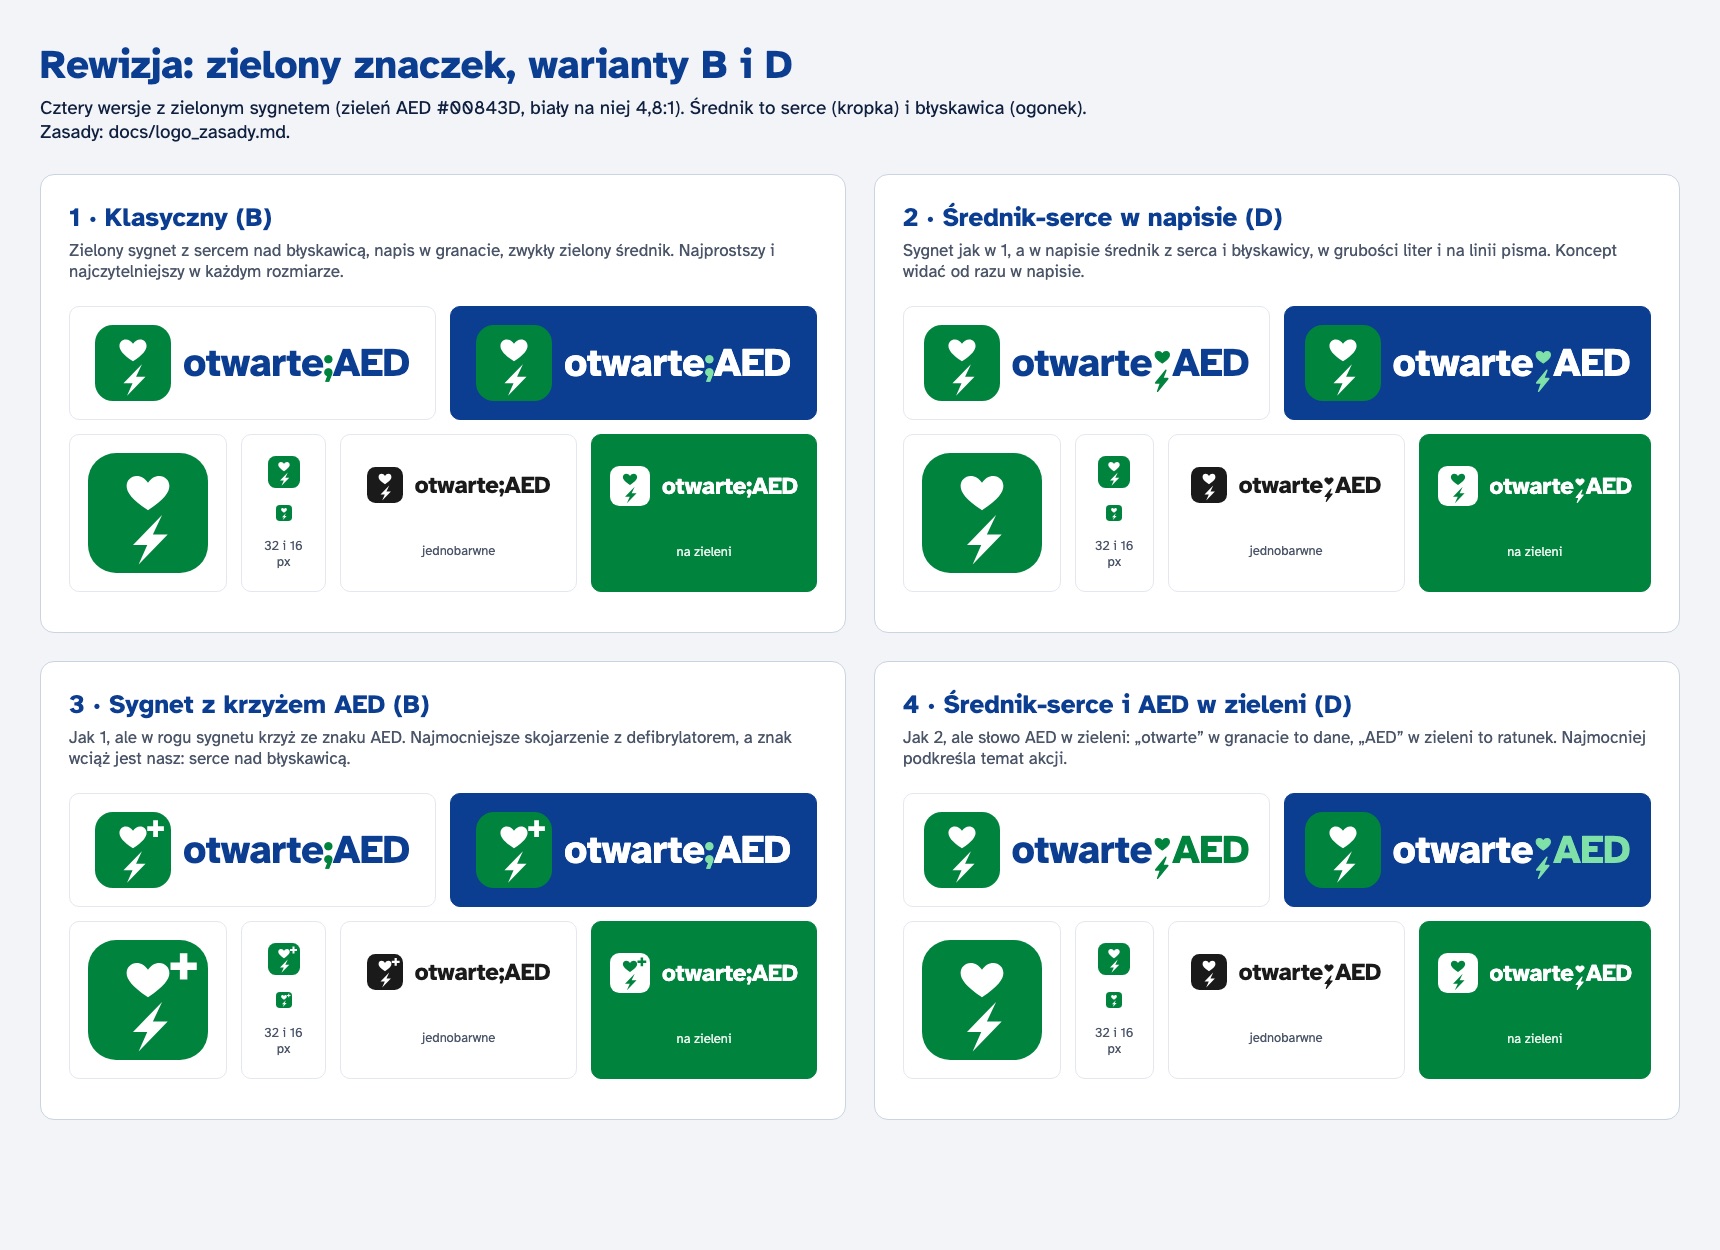 Rewizja: zielony znaczek, warianty B i D
Cztery wersje z zielonym sygnetem (zieleń AED #00843D, biały na niej 4,8:1). Średnik to serce (kropka) i błyskawica (ogonek).
Zasady: docs/logo_zasady.md.
1 · Klasyczny (B)
Zielony sygnet z sercem nad błyskawicą, napis w granacie, zwykły zielony średnik. Najprostszy i
najczytelniejszy w każdym rozmiarze.
otwarte;AED
otwarte;AED
32 i 16
px
otwarte;AED
jednobarwne
otwarte;AED
na zieleni
2 · Średnik-serce w napisie (D)
Sygnet jak w 1, a w napisie średnik z serca i błyskawicy, w grubości liter i na linii pisma. Koncept
widać od razu w napisie.
otwarte AED
otwarte AED
32 i 16
px
otwarte AED
jednobarwne
otwarte AED
na zieleni
3 · Sygnet z krzyżem AED (B)
Jak 1, ale w rogu sygnetu krzyż ze znaku AED. Najmocniejsze skojarzenie z defibrylatorem, a znak
wciąż jest nasz: serce nad błyskawicą.
otwarte;AED
otwarte;AED
32 i 16
px
otwarte;AED
jednobarwne
otwarte;AED
na zieleni
4 · Średnik-serce i AED w zieleni (D)
Jak 2, ale słowo AED w zieleni: „otwarte” w granacie to dane, „AED” w zieleni to ratunek. Najmocniej
podkreśla temat akcji.
otwarte AED
otwarte AED
32 i 16
px
otwarte AED
jednobarwne
otwarte AED
na zieleni